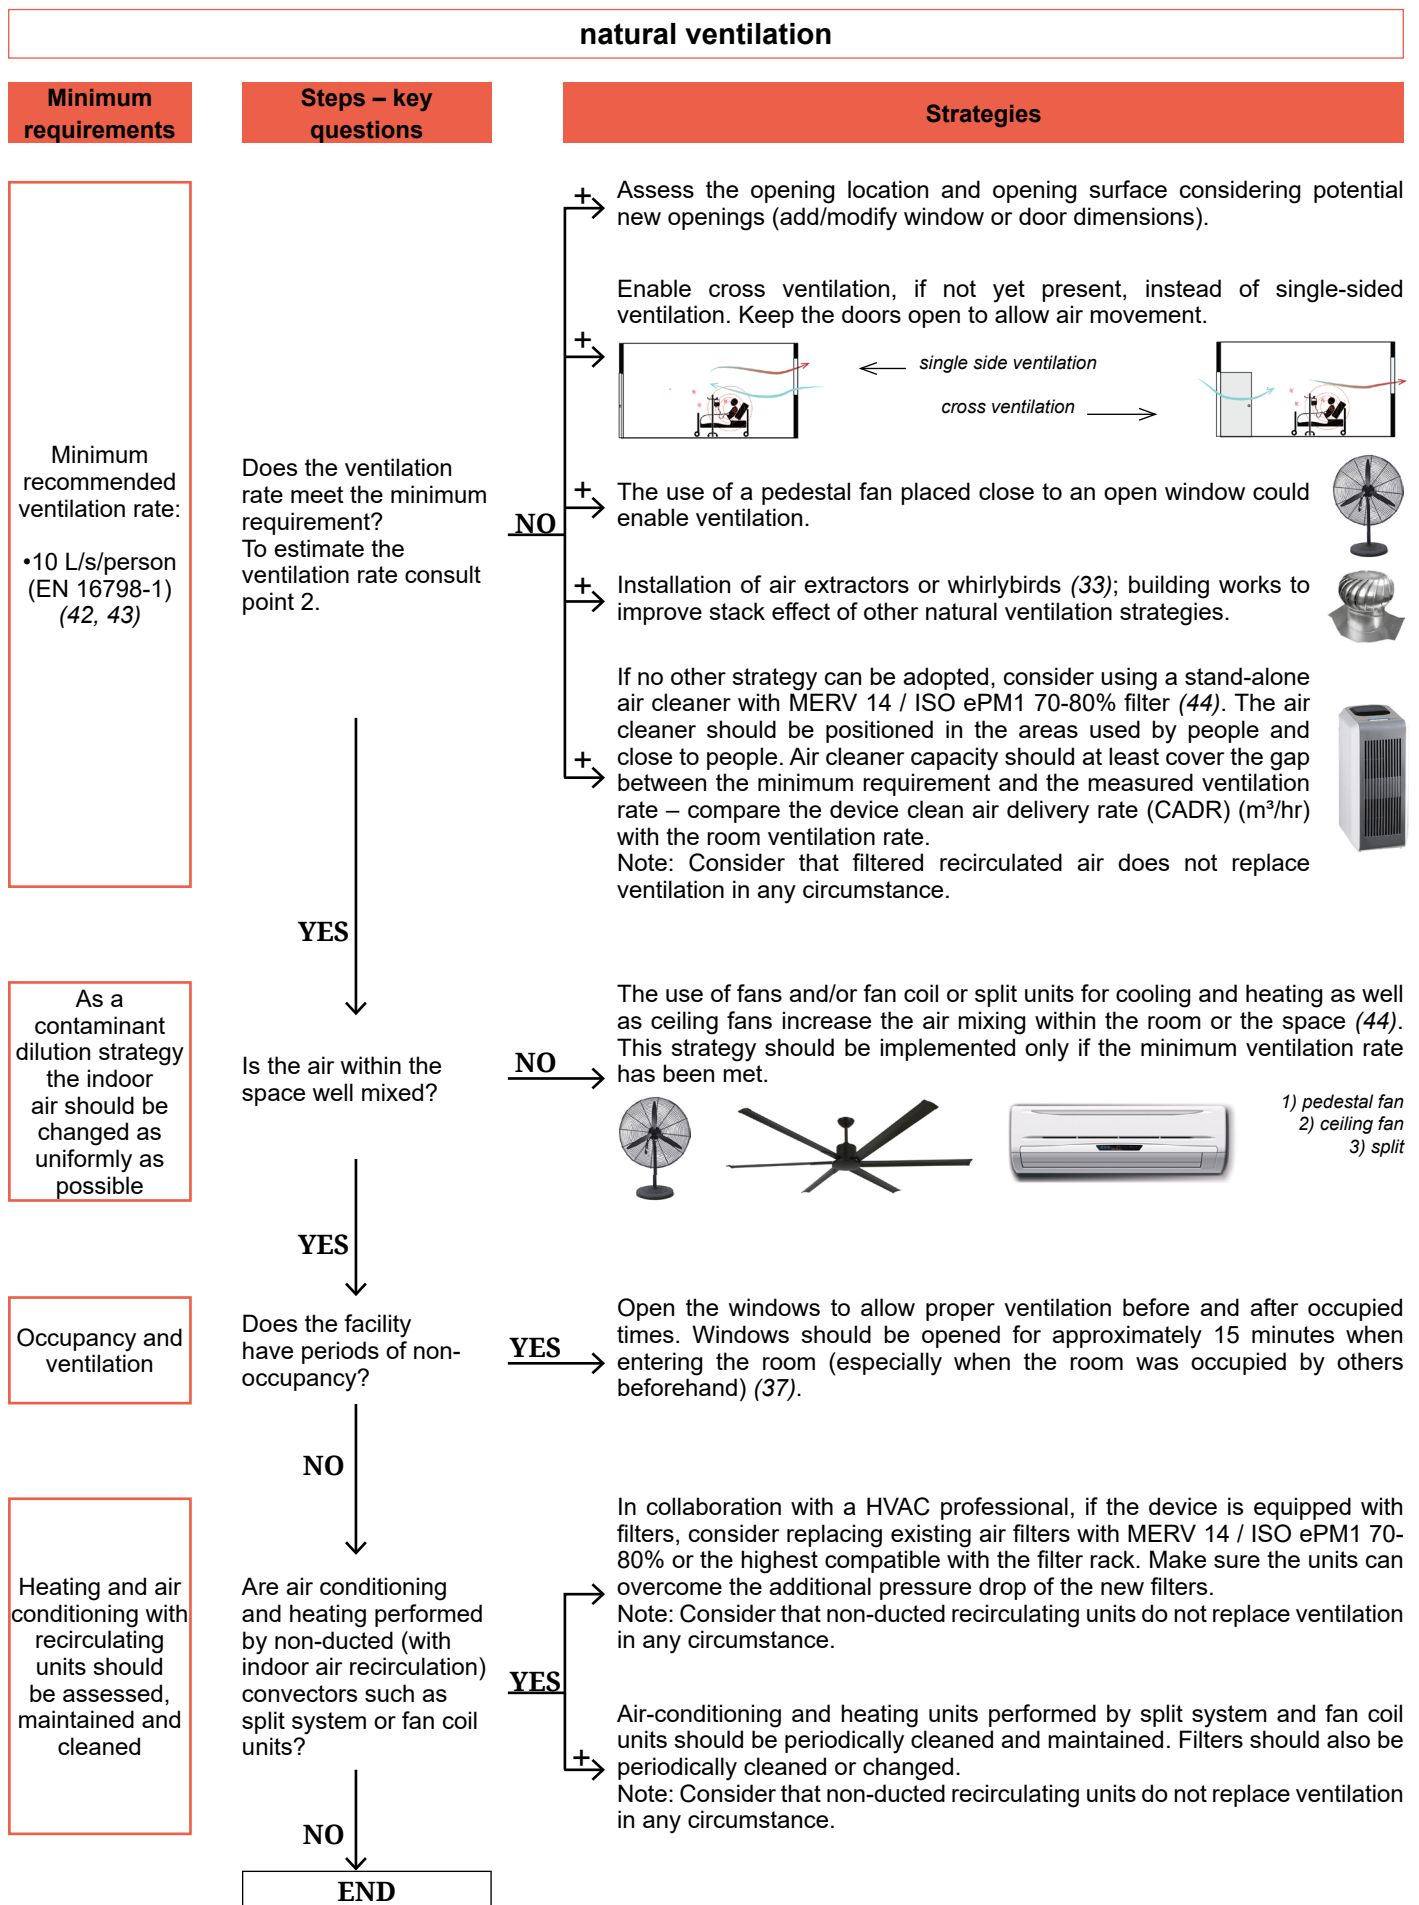 natural ventilation
Minimum
requirements
Steps – key
questions
Strategies
Minimum
recommended
ventilation rate:
•10 L/s/person
(EN 16798-1)
(42, 43)
Does the ventilation
rate meet the minimum
requirement?
To estimate the
ventilation rate consult
point 2.
NO
+
Assess the opening location and opening surface considering potential
new openings (add/modify window or door dimensions).
+
Enable cross ventilation, if not yet present, instead of single-sided
ventilation. Keep the doors open to allow air movement.
single side ventilation
cross ventilation
+
The use of a pedestal fan placed close to an open window could
enable ventilation.
+
Installation of air extractors or whirlybirds (33); building works to
improve stack effect of other natural ventilation strategies.
+
If no other strategy can be adopted, consider using a stand-alone
air cleaner with MERV 14 / ISO ePM1 70-80% filter (44). The air
cleaner should be positioned in the areas used by people and
close to people. Air cleaner capacity should at least cover the gap
between the minimum requirement and the measured ventilation
rate – compare the device clean air delivery rate (CADR) (m³/hr)
with the room ventilation rate.
Note: Consider that filtered recirculated air does not replace
ventilation in any circumstance.
YES
As a
contaminant
dilution strategy
the indoor
air should be
changed as
uniformly as
possible
Is the air within the
space well mixed?
NO
The use of fans and/or fan coil or split units for cooling and heating as well
as ceiling fans increase the air mixing within the room or the space (44).
This strategy should be implemented only if the minimum ventilation rate
has been met.
1) pedestal fan
2) ceiling fan
3) split
YES
Occupancy and
ventilation
Does the facility
have periods of non-
occupancy?
YES
Open the windows to allow proper ventilation before and after occupied
times. Windows should be opened for approximately 15 minutes when
entering the room (especially when the room was occupied by others
beforehand) (37).
NO
Heating and air
conditioning with
recirculating
units should
be assessed,
maintained and
cleaned
Are air conditioning
and heating performed
by non-ducted (with
indoor air recirculation)
convectors such as
split system or fan coil
units?
YES
In collaboration with a HVAC professional, if the device is equipped with
filters, consider replacing existing air filters with MERV 14 / ISO ePM1 70-
80% or the highest compatible with the filter rack. Make sure the units can
overcome the additional pressure drop of the new filters.
Note: Consider that non-ducted recirculating units do not replace ventilation
in any circumstance.
+
Air-conditioning and heating units performed by split system and fan coil
units should be periodically cleaned and maintained. Filters should also be
periodically cleaned or changed.
Note: Consider that non-ducted recirculating units do not replace ventilation
in any circumstance.
NO
END